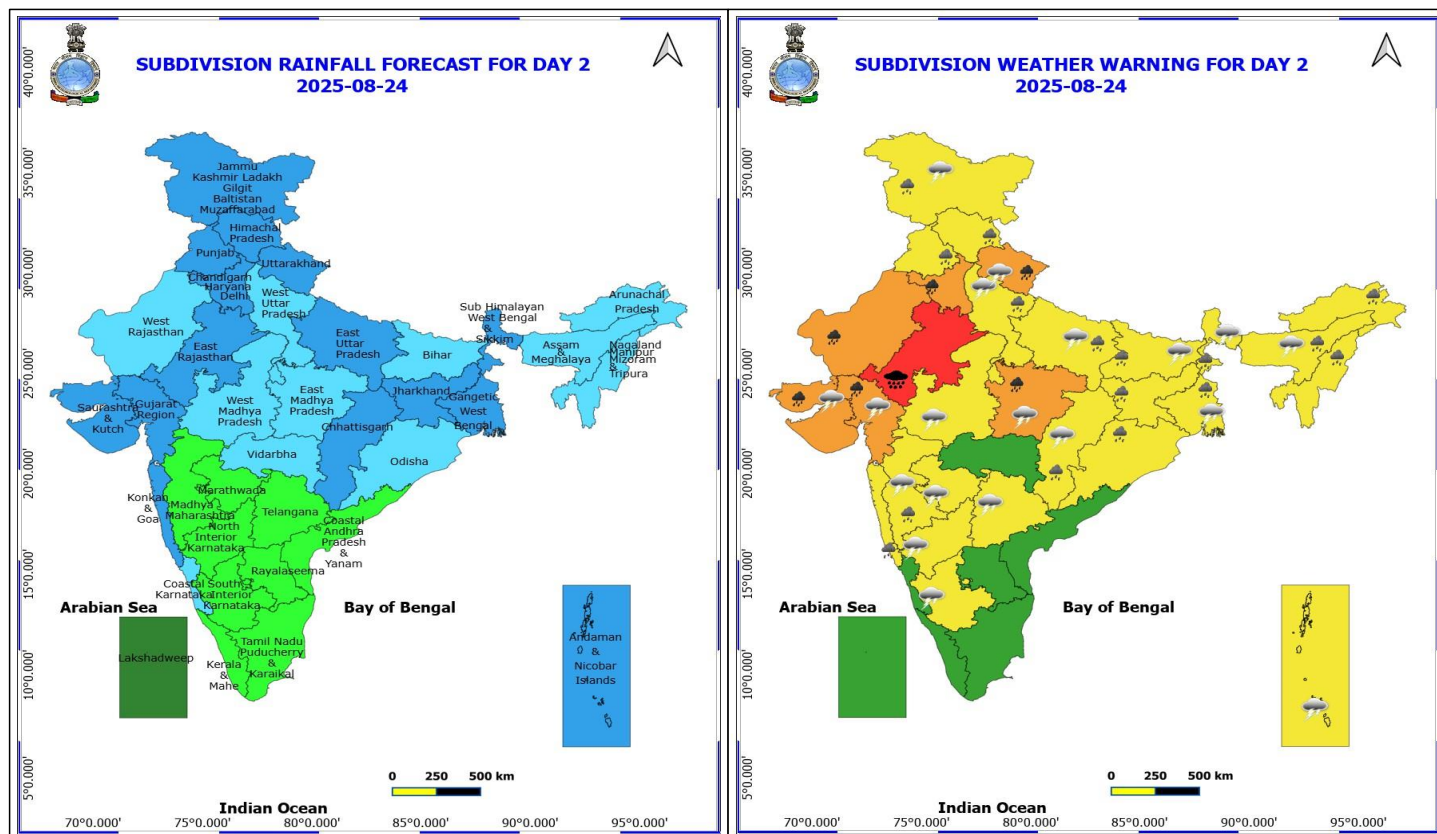 SUBDIVISION RAINFALL FORECAST FOR DAY 2
2025-08-24
40°0.000'
35°0.000'
30°0.000'
25°0.000'
20°0.000'
15°0.000'
10°0.000'
5°0.000'
Jammu
Kashmir Ladakh
Gilgit
Baltistan
Muzaffarabad
Himachal
Pradesh
Punjab
Uttarakhand
Chandigarh
Haryana
Delhi
West
Uttar
Pradesh
West
Rajasthan
East
Rajasthan
East
Uttar
Pradesh
Bihar
Sub Himalayan
West Bengal
&
Sikkim
Arunachal
Pradesh
Assam
&
Meghalaya
Nagaland
Manipur
Mizoram
&
Tripura
Saurashtra
&
Kutch
Gujarat
Region
West
Madhya
Pradesh
East
Madhya
Pradesh
Jharkhand
Gangetic
West
Bengal
Chhattisgarh
Vidarbha
Odisha
Konkan
&
Goa
Marathwada
Madhya
Maharashtra
North
Interior
Karnataka
Telangana
Coastal
Andhra
Pradesh
&
Yanam
Rayalaseema
Coastal
Karnataka
South
Interior
Karnataka
Tamil Nadu
Puducherry
&
Karaikal
Kerala
&
Mahe
Arabian Sea
Bay of Bengal
Lakshadweep
Andaman
&
Nicobar
Islands
0 250 500 km
Indian Ocean
70°0.000' 75°0.000' 80°0.000' 85°0.000' 90°0.000' 95°0.000'
SUBDIVISION WEATHER WARNING FOR DAY 2
2025-08-24
40°0.000'
35°0.000'
30°0.000'
25°0.000'
20°0.000'
15°0.000'
10°0.000'
5°0.000'
Arabian Sea
Bay of Bengal
0 250 500 km
Indian Ocean
70°0.000' 75°0.000' 80°0.000' 85°0.000' 90°0.000' 95°0.000'